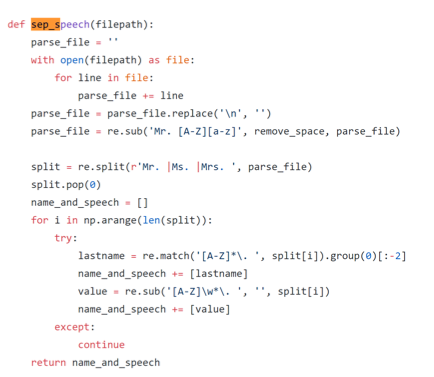 def sep_speech(filepath):
    parse_file = ''
    with open(filepath) as file:
        for line in file:
            parse_file += line
    parse_file = parse_file.replace('\n', '')
    parse_file = re.sub('Mr. [A-Z][a-z]', remove_space, parse_file)

    split = re.split(r'Mr. |Ms. |Mrs. ', parse_file)
    split.pop(0)
    name_and_speech = []
    for i in np.arange(len(split)):
        try:
            lastname = re.match('[A-Z]*\. ', split[i]).group(0)[:-2]
            name_and_speech += [lastname]
            value = re.sub('[A-Z]\w*\. ', '', split[i])
            name_and_speech += [value]
        except:
            continue
    return name_and_speech